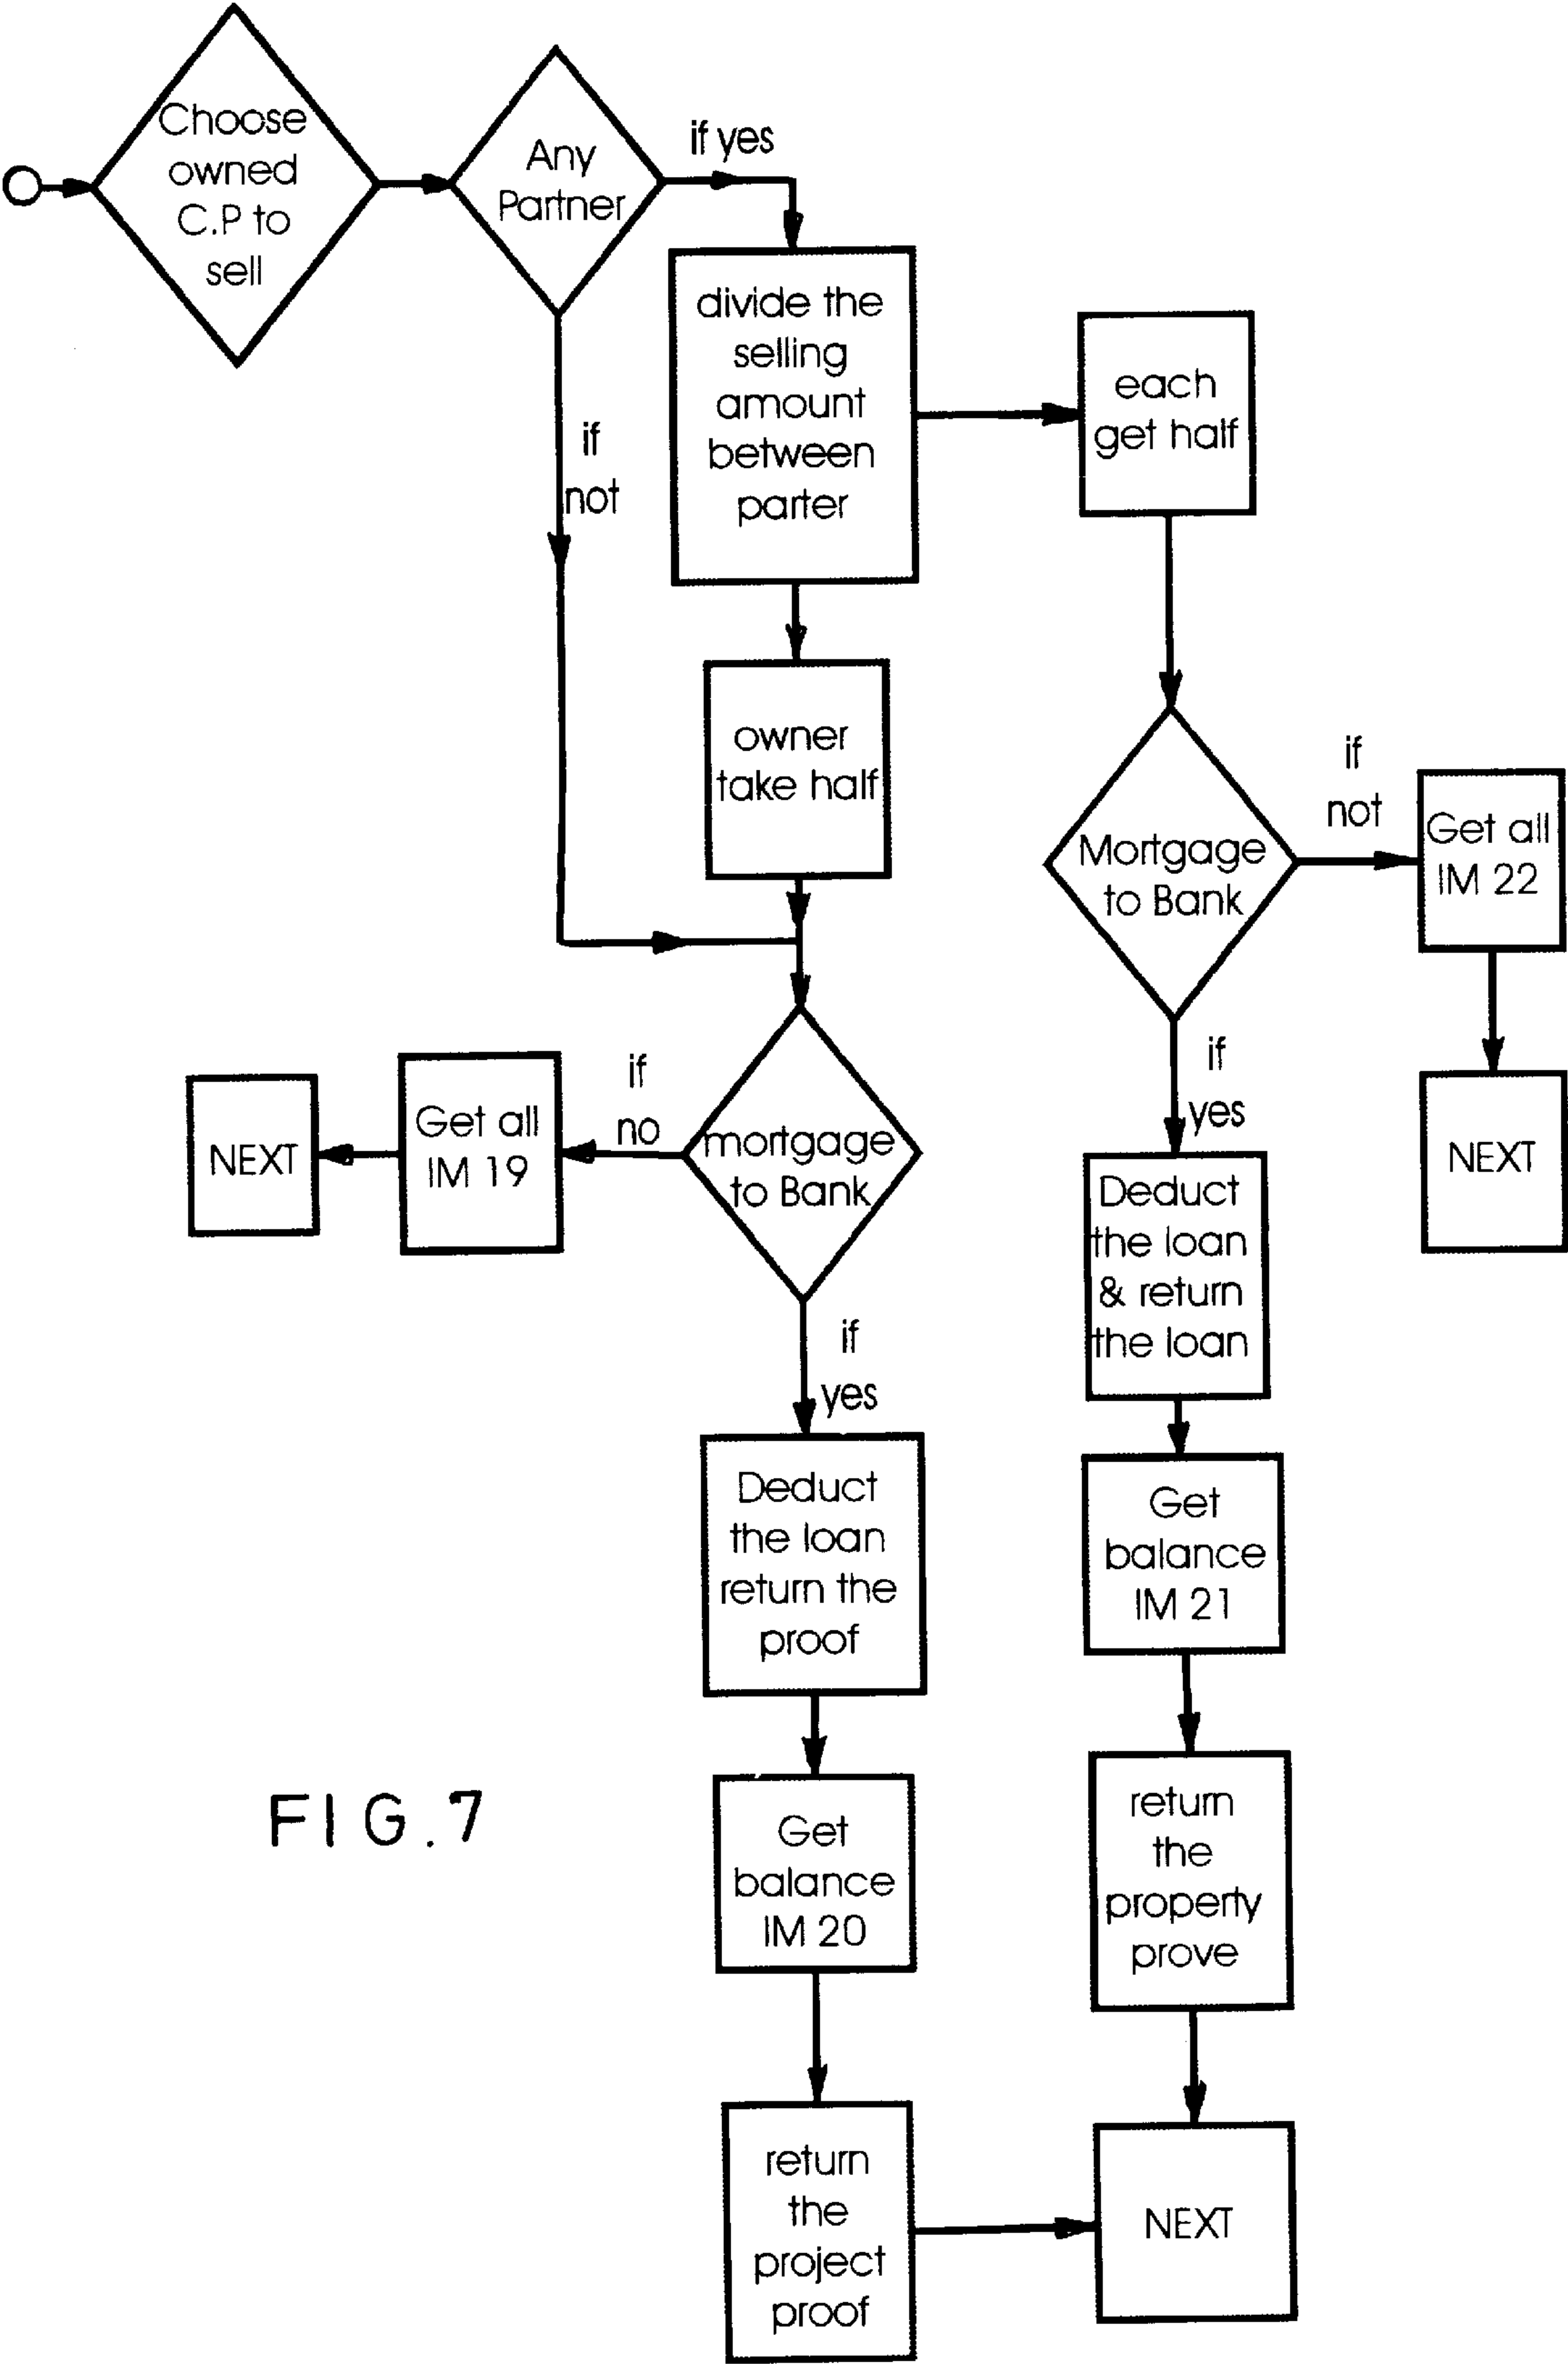 Choose
owned
C.P to
sell
Any
Partner
if yes
if
not
divide the
selling
amount
between
parter
each
get half
owner
take half
Mortgage
to Bank
if
not
Get all
IM 22
NEXT
if
yes
mortgage
to Bank
if
no
Get all
IM 19
NEXT
if
yes
Deduct
the loan
& return
the loan
Deduct
the loan
return the
proof
Get
balance
IM 21
Get
balance
IM 20
return
the
property
prove
return
the
project
proof
NEXT
FIG.7